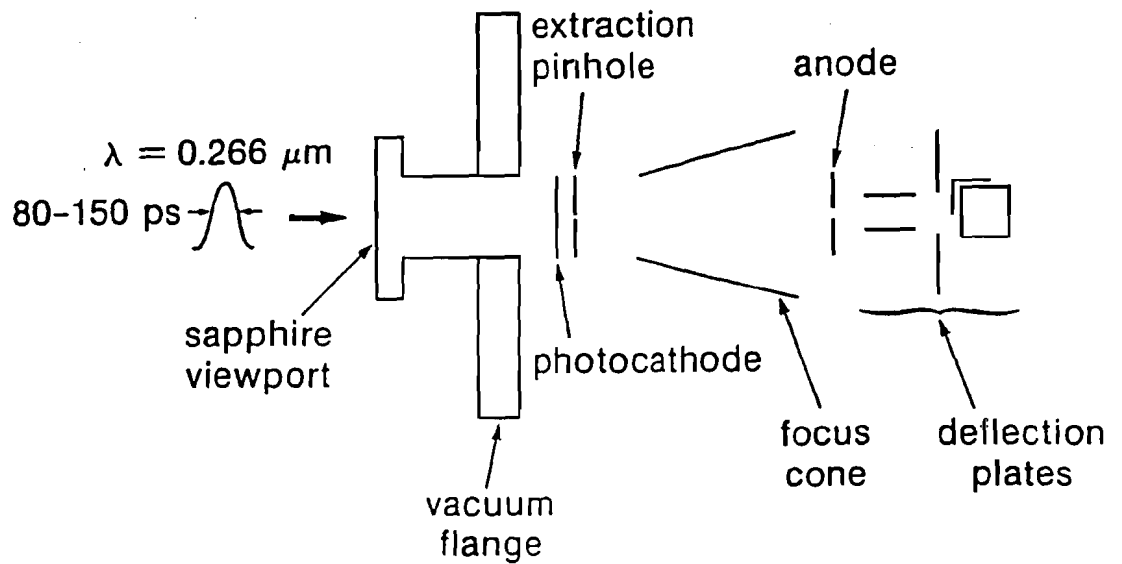 extraction
pinhole
anode
λ = 0.266 μm
80–150 ps
sapphire
viewport
photocathode
focus
cone
deflection
plates
vacuum
flange